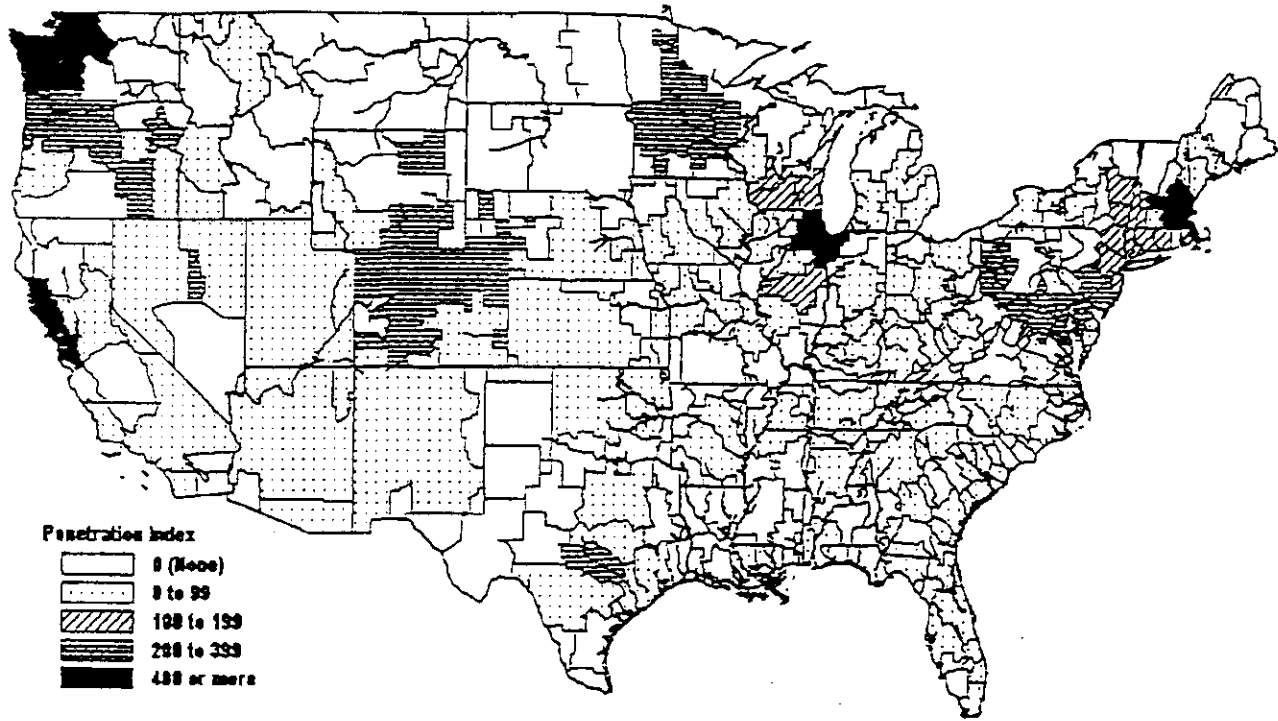 Penetration Index
0 (None)
0 to 99
100 to 199
200 to 399
400 or more